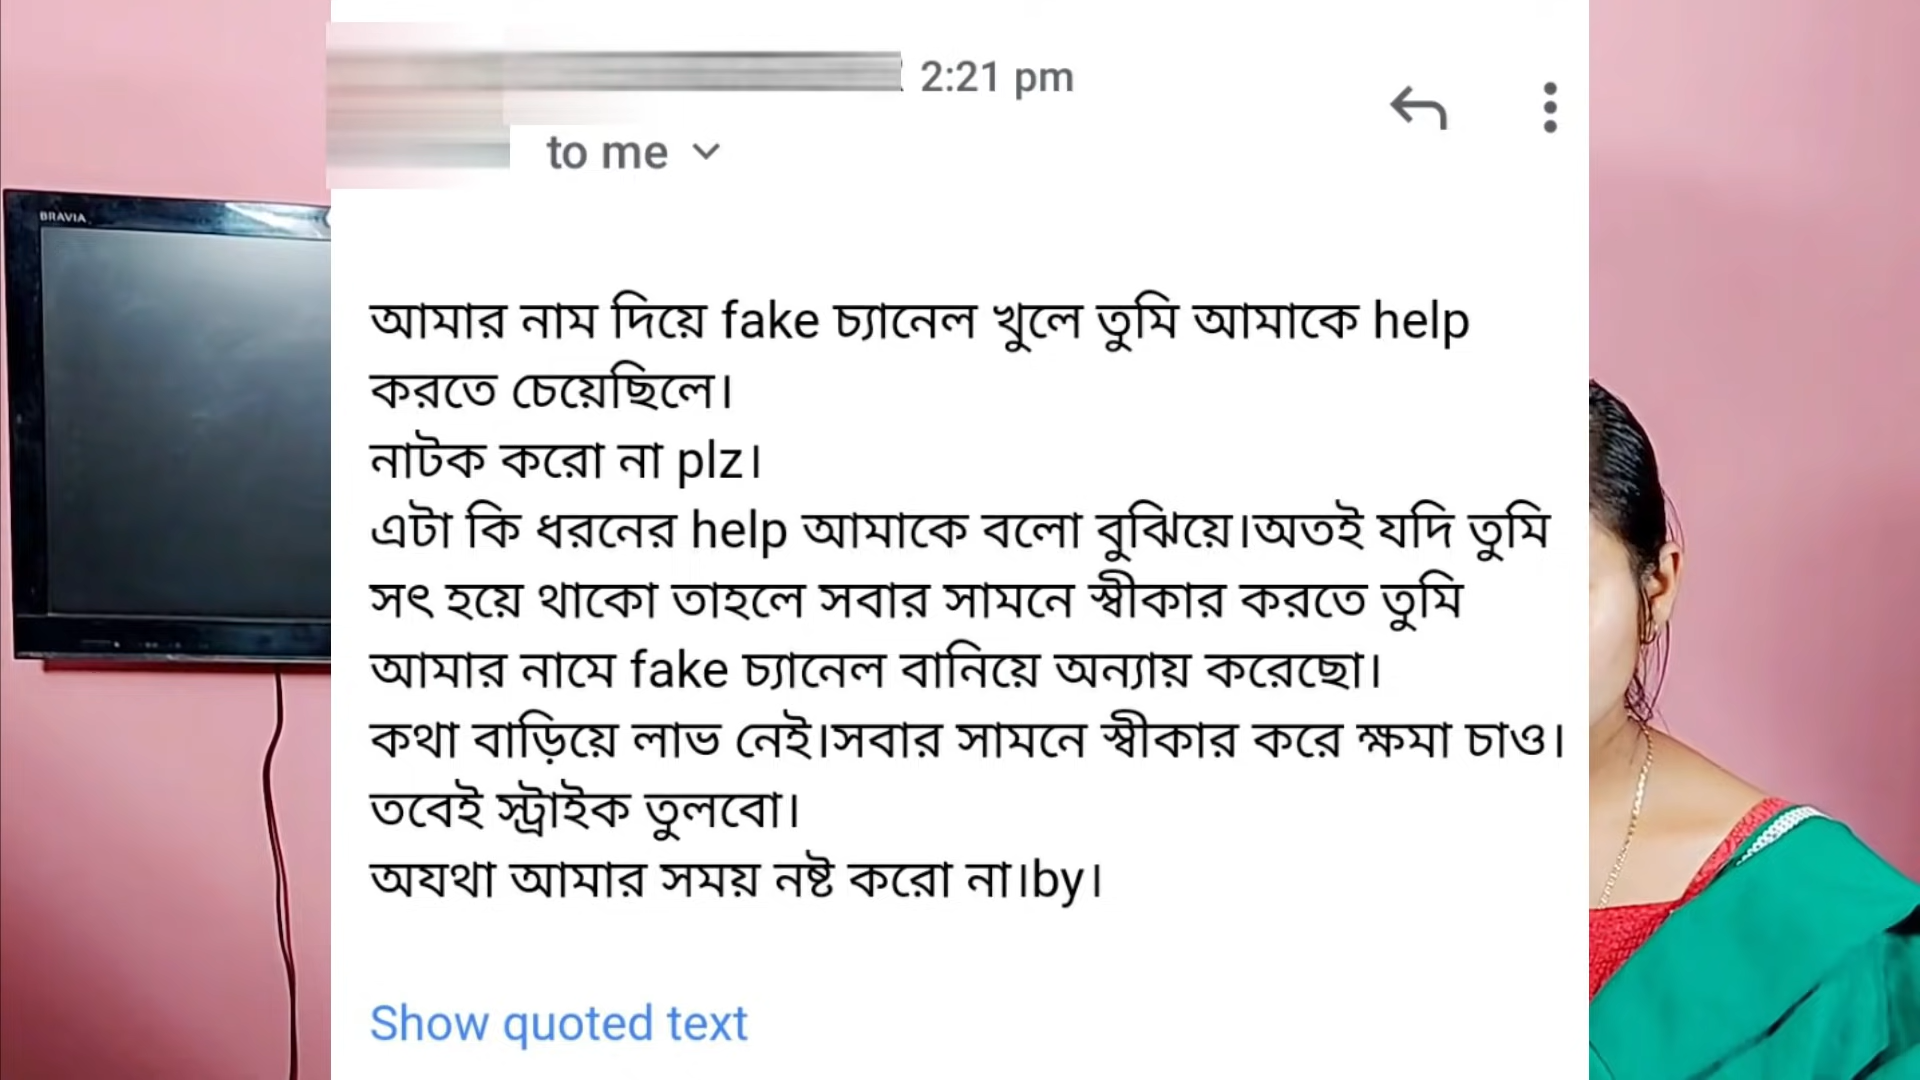 2:21 pm
to me
BRAVIA
আমার নাম দিয়ে fake চ্যানেল খুলে তুমি আমাকে help
করতে চেয়েছিলে।
নাটক করো না plz।
এটা কি ধরনের help আমাকে বলো বুঝিয়ে।অতই যদি তুমি
সৎ হয়ে থাকো তাহলে সবার সামনে স্বীকার করতে তুমি
আমার নামে fake চ্যানেল বানিয়ে অন্যায় করেছো।
কথা বাড়িয়ে লাভ নেই।সবার সামনে স্বীকার করে ক্ষমা চাও।
তবেই স্ট্রাইক তুলবো।
অযথা আমার সময় নষ্ট করো না।by।
Show quoted text